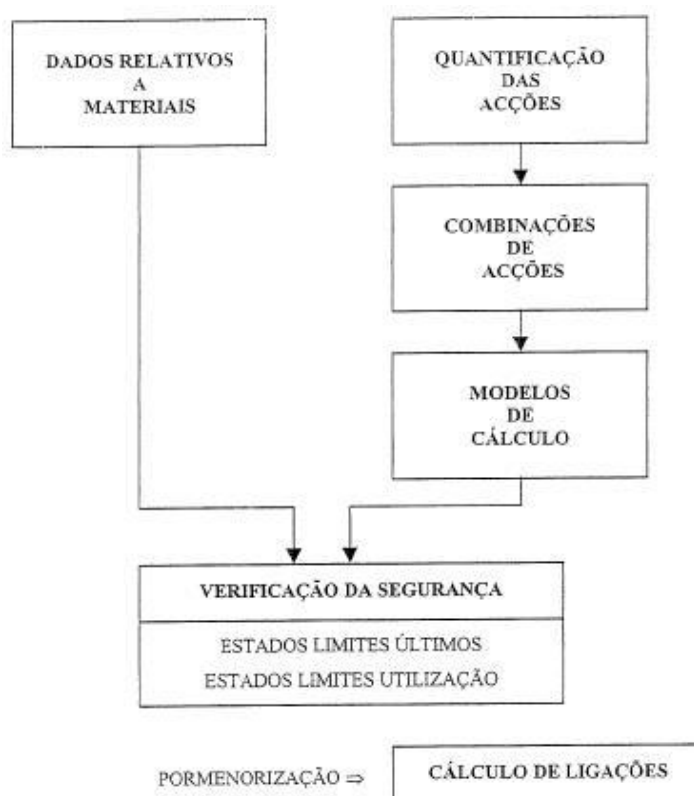 DADOS RELATIVOS
A
MATERIAIS
QUANTIFICAÇÃO
DAS
ACÇÕES
COMBINAÇÕES
DE
ACÇÕES
MODELOS
DE
CÁLCULO
VERIFICAÇÃO DA SEGURANÇA
ESTADOS LIMITES ÚLTIMOS
ESTADOS LIMITES UTILIZAÇÃO
PORMENORIZAÇÃO ⇒ CÁLCULO DE LIGAÇÕES